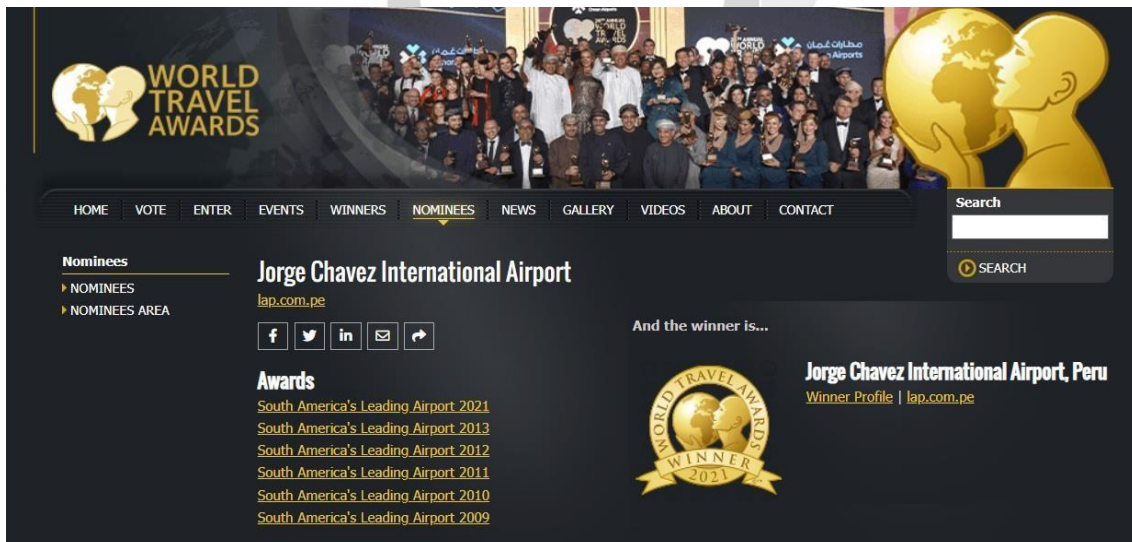 WORLD
TRAVEL
AWARDS
HOME VOTE ENTER EVENTS WINNERS NOMINEES NEWS GALLERY VIDEOS ABOUT CONTACT
Search
SEARCH
Nominees
NOMINEES
NOMINEES AREA
Jorge Chavez International Airport
lap.com.pe
Awards
South America's Leading Airport 2021
South America's Leading Airport 2013
South America's Leading Airport 2012
South America's Leading Airport 2011
South America's Leading Airport 2010
South America's Leading Airport 2009
And the winner is...
WORLD TRAVEL AWARDS
WINNER
2021
Jorge Chavez International Airport, Peru
Winner Profile | lap.com.pe